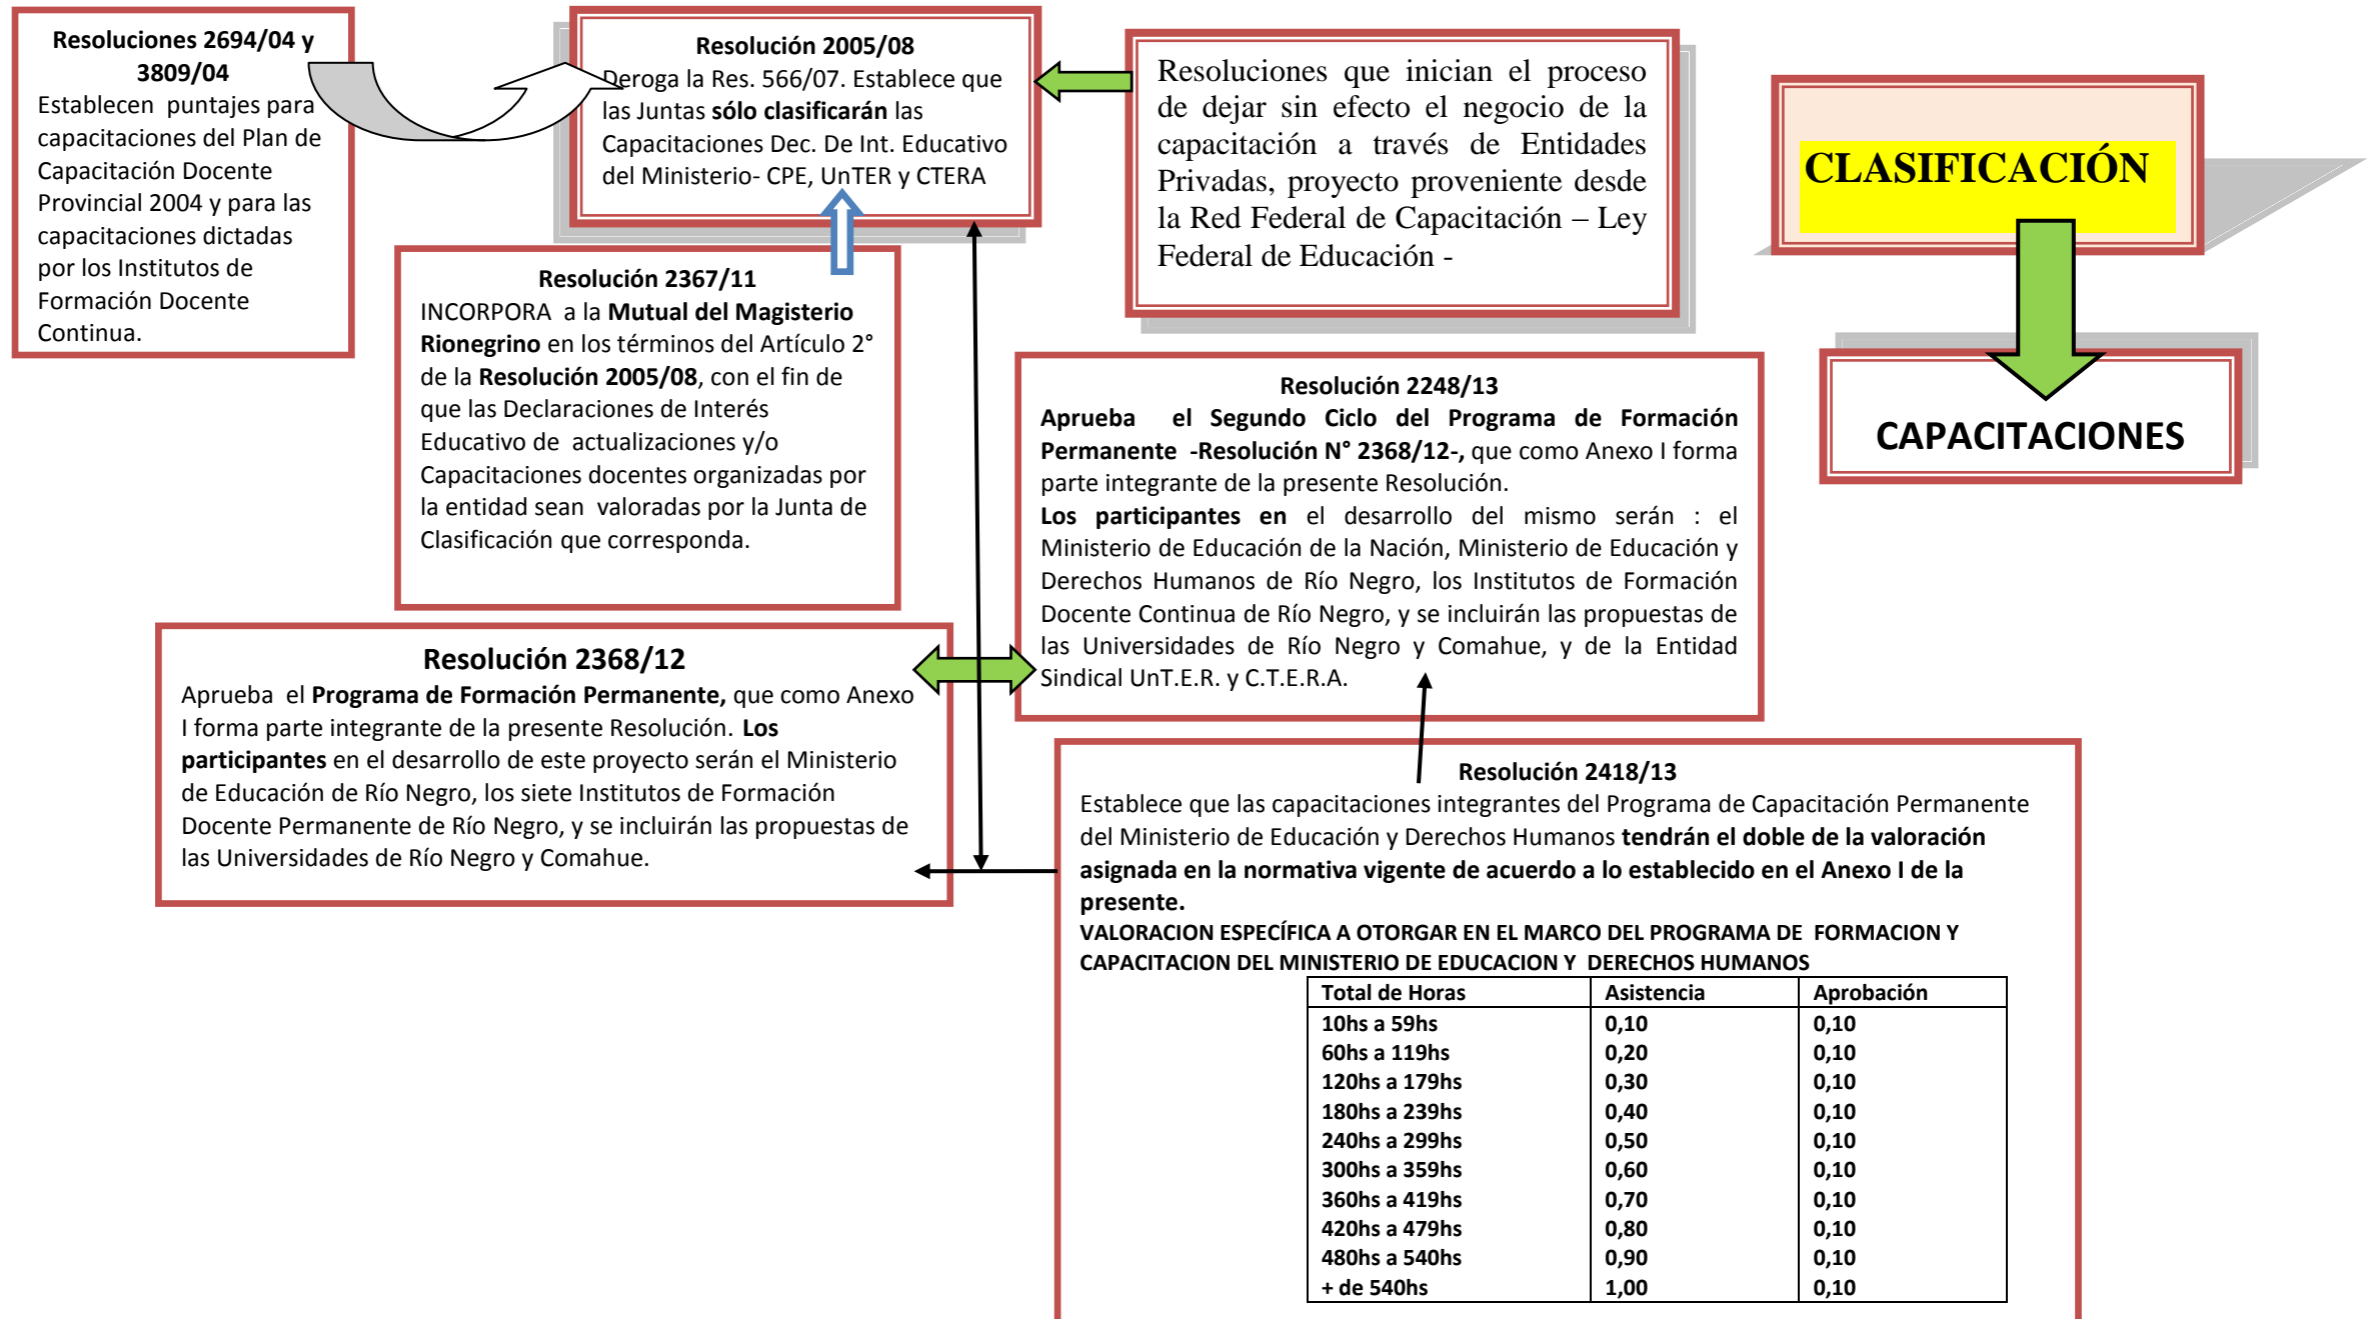 Resoluciones 2694/04 y
3809/04
Establecen puntajes para
capacitaciones del Plan de
Capacitación Docente
Provincial 2004 y para las
capacitaciones dictadas
por los Institutos de
Formación Docente
Continua.
Resolución 2005/08
Deroga la Res. 566/07. Establece que
las Juntas sólo clasificarán las
Capacitaciones Dec. De Int. Educativo
del Ministerio- CPE, UnTER y CTERA
Resoluciones que inician el proceso
de dejar sin efecto el negocio de la
capacitación a través de Entidades
Privadas, proyecto proveniente desde
la Red Federal de Capacitación – Ley
Federal de Educación -
CLASIFICACIÓN
CAPACITACIONES
Resolución 2367/11
INCORPORA a la Mutual del Magisterio
Rionegrino en los términos del Artículo 2°
de la Resolución 2005/08, con el fin de
que las Declaraciones de Interés
Educativo de actualizaciones y/o
Capacitaciones docentes organizadas por
la entidad sean valoradas por la Junta de
Clasificación que corresponda.
Resolución 2248/13
Aprueba el Segundo Ciclo del Programa de Formación
Permanente -Resolución N° 2368/12-, que como Anexo I forma
parte integrante de la presente Resolución.
Los participantes en el desarrollo del mismo serán : el
Ministerio de Educación de la Nación, Ministerio de Educación y
Derechos Humanos de Río Negro, los Institutos de Formación
Docente Continua de Río Negro, y se incluirán las propuestas de
las Universidades de Río Negro y Comahue, y de la Entidad
Sindical UnT.E.R. y C.T.E.R.A.
Resolución 2368/12
Aprueba el Programa de Formación Permanente, que como Anexo
I forma parte integrante de la presente Resolución. Los
participantes en el desarrollo de este proyecto serán el Ministerio
de Educación de Río Negro, los siete Institutos de Formación
Docente Permanente de Río Negro, y se incluirán las propuestas de
las Universidades de Río Negro y Comahue.
Resolución 2418/13
Establece que las capacitaciones integrantes del Programa de Capacitación Permanente
del Ministerio de Educación y Derechos Humanos tendrán el doble de la valoración
asignada en la normativa vigente de acuerdo a lo establecido en el Anexo I de la
presente.
VALORACION ESPECÍFICA A OTORGAR EN EL MARCO DEL PROGRAMA DE FORMACION Y
CAPACITACION DEL MINISTERIO DE EDUCACION Y DERECHOS HUMANOS
Total de Horas Asistencia Aprobación
10hs a 59hs 0,10 0,10
60hs a 119hs 0,20 0,10
120hs a 179hs 0,30 0,10
180hs a 239hs 0,40 0,10
240hs a 299hs 0,50 0,10
300hs a 359hs 0,60 0,10
360hs a 419hs 0,70 0,10
420hs a 479hs 0,80 0,10
480hs a 540hs 0,90 0,10
+ de 540hs 1,00 0,10